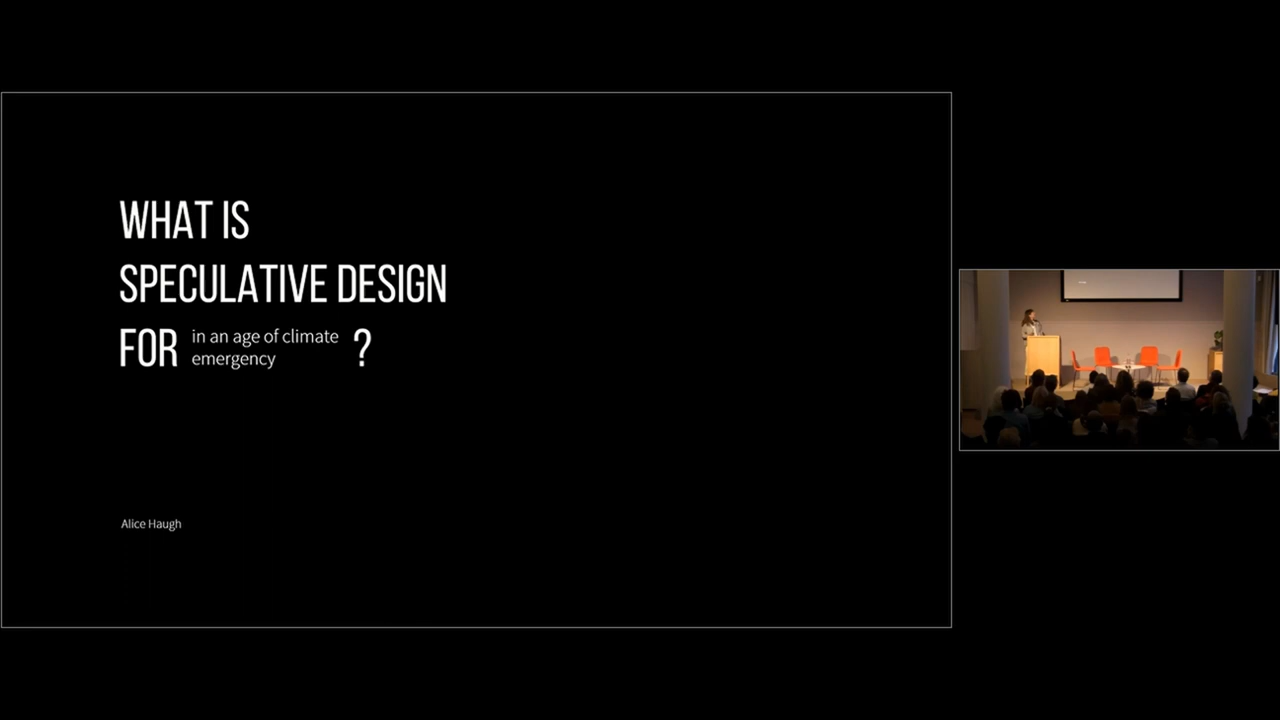 WHAT IS
SPECULATIVE DESIGN
FOR in an age of climate emergency ?
Alice Haugh